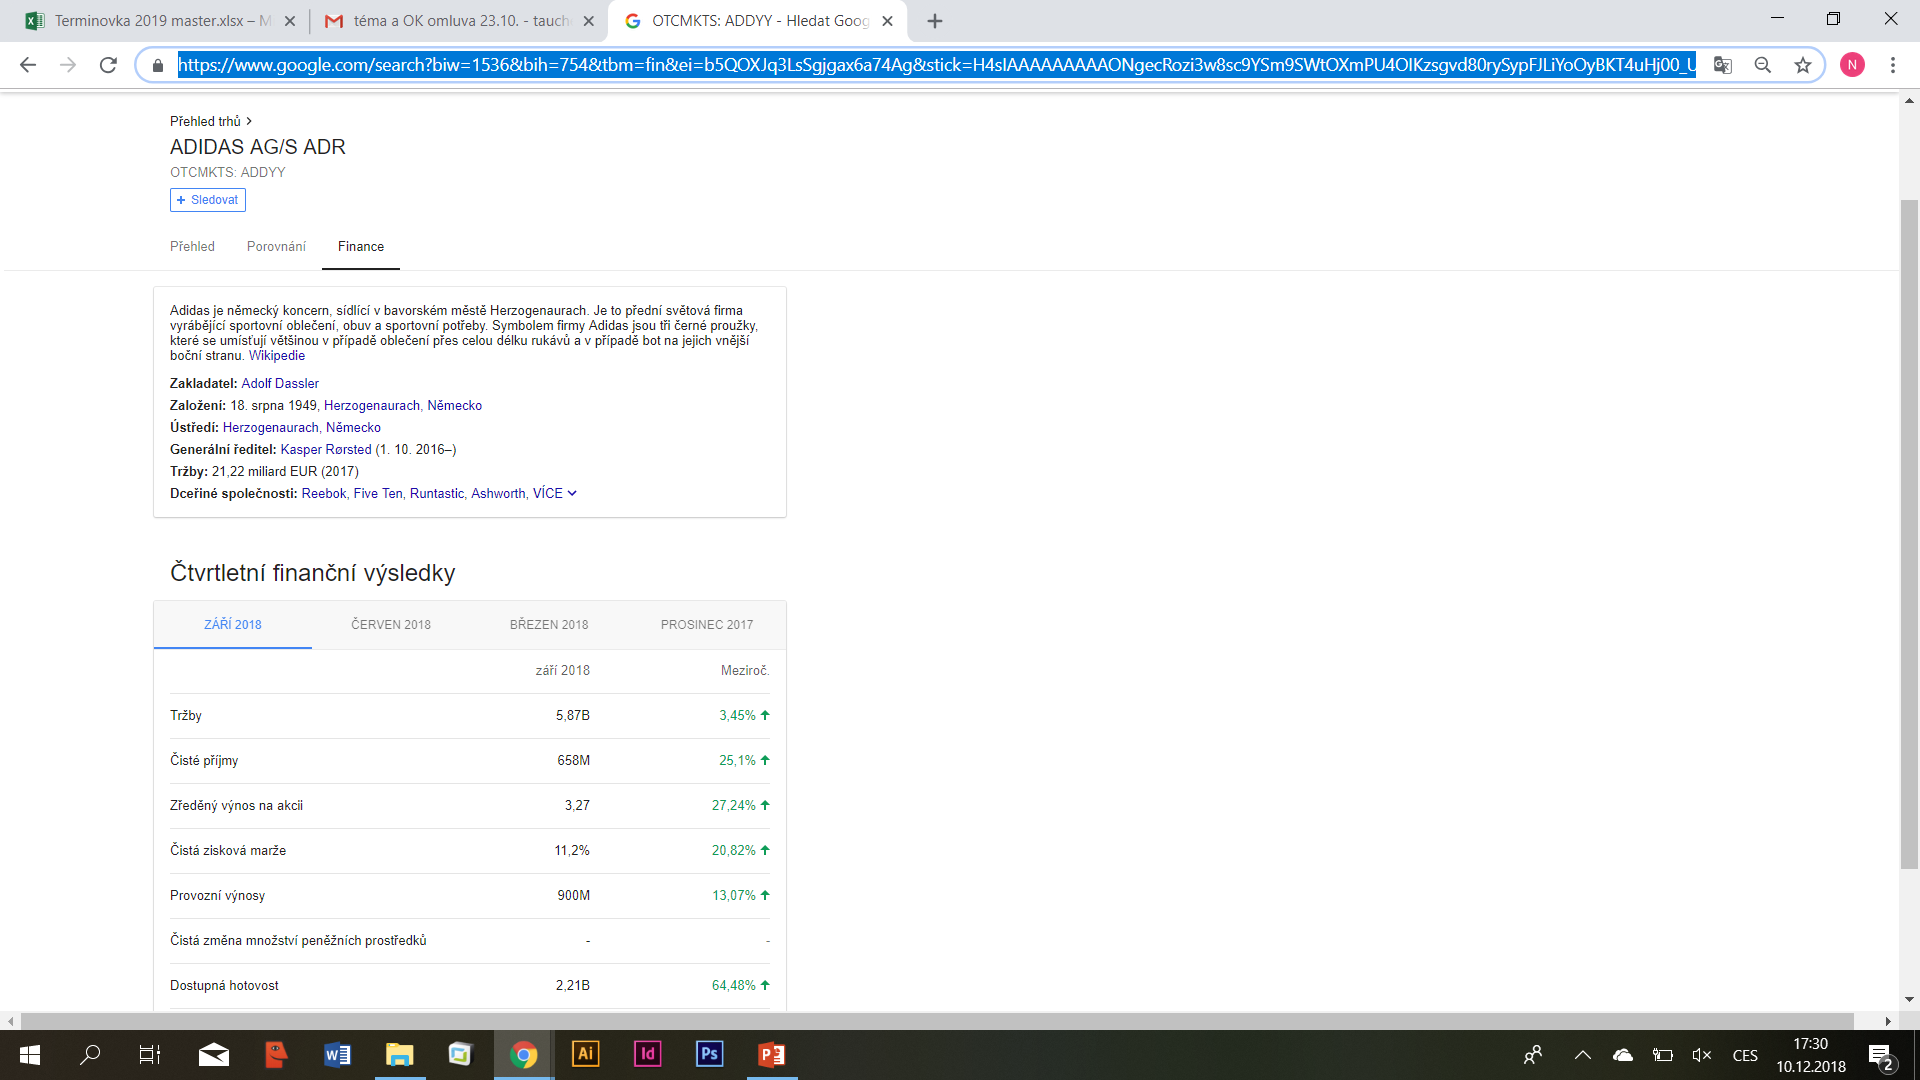 Terminovka 2019 master.xlsx – M
téma a OK omluva 23.10. - tauch
OTCMKTS: ADDYY - Hledat Goog
https://www.google.com/search?biw=1536&bih=754&tbm=fin&ei=b5QOXJq3LsSgjgax6a74Ag&stick=H4sIAAAAAAAAAONgecRozi3w8sc9YSm9SWtOXmPU4OIKzsgvd80rySypFJLiYoOyBKT4uHj00_U
N
Přehled trhů
ADIDAS AG/S ADR
OTCMKTS: ADDYY
+ Sledovat
Přehled Porovnání Finance
Adidas je německý koncern, sídlící v bavorském městě Herzogenaurach. Je to přední světová firma
vyrábějící sportovní oblečení, obuv a sportovní potřeby. Symbolem firmy Adidas jsou tři černé proužky,
které se umísťují většinou v případě oblečení přes celou délku rukávů a v případě bot na jejich vnější
boční stranu. Wikipedie
Zakladatel: Adolf Dassler
Založení: 18. srpna 1949, Herzogenaurach, Německo
Ústředí: Herzogenaurach, Německo
Generální ředitel: Kasper Rørsted (1. 10. 2016–)
Tržby: 21,22 miliard EUR (2017)
Dceřiné společnosti: Reebok, Five Ten, Runtastic, Ashworth, VÍCE
Čtvrtletní finanční výsledky
ZÁŘÍ 2018 ČERVEN 2018 BŘEZEN 2018 PROSINEC 2017
září 2018 Meziroč.
Tržby 5,87B 3,45%
Čisté příjmy 658M 25,1%
Zředěný výnos na akcii 3,27 27,24%
Čistá zisková marže 11,2% 20,82%
Provozní výnosy 900M 13,07%
Čistá změna množství peněžních prostředků - -
Dostupná hotovost 2,21B 64,48%
Ai Id Ps
CES
17:30
10.12.2018
2